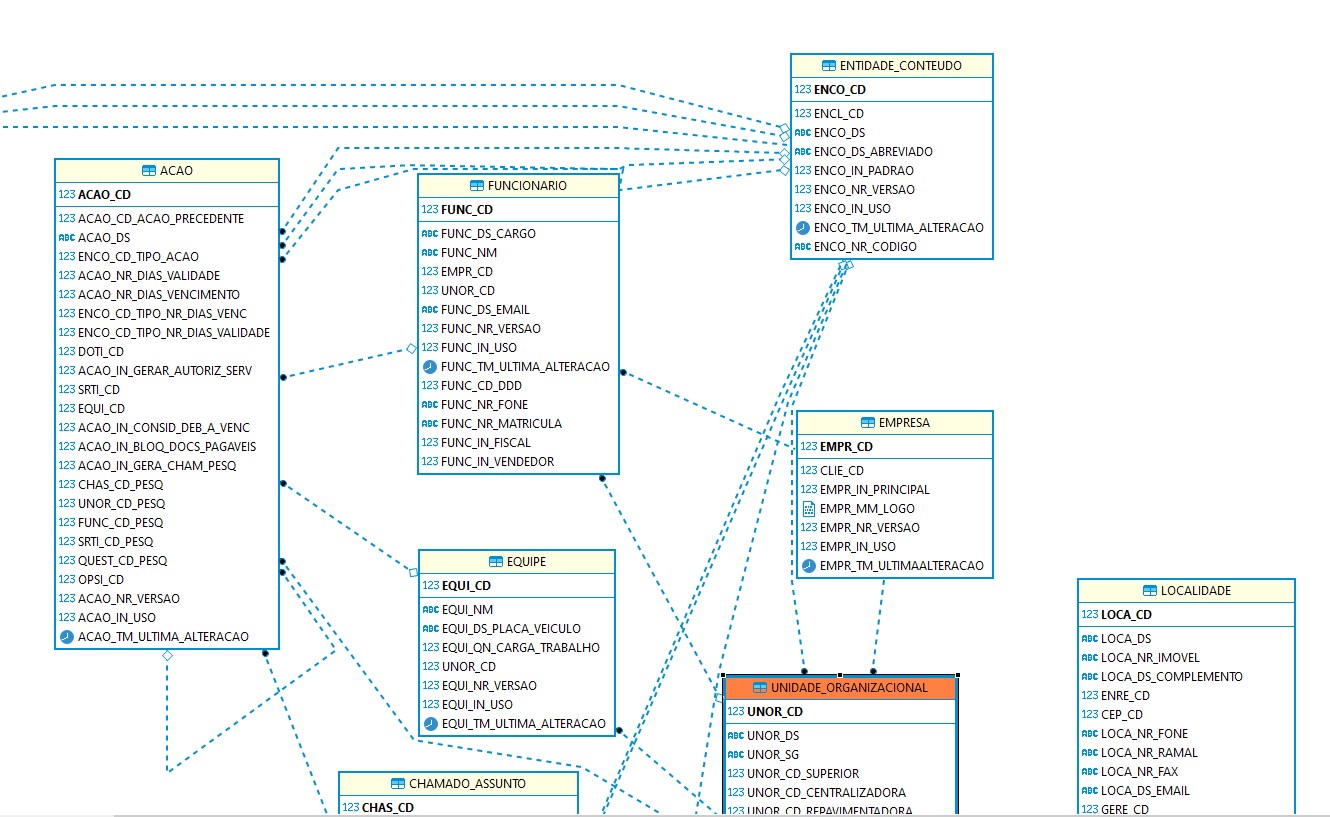 ENTIDADE_CONTEUDO
123 ENCO_CD
123 ENCL_CD
ABC ENCO_DS
ABC ENCO_DS_ABREVIADO
123 ENCO_IN_PADRAO
123 ENCO_NR_VERSAO
123 ENCO_IN_USO
ENCO_TM_ULTIMA_ALTERACAO
ABC ENCO_NR_CODIGO
ACAO
123 ACAO_CD
123 ACAO_CD_ACAO_PRECEDENTE
ABC ACAO_DS
123 ENCO_CD_TIPO_ACAO
123 ACAO_NR_DIAS_VALIDADE
123 ACAO_NR_DIAS_VENCIMENTO
123 ENCO_CD_TIPO_NR_DIAS_VENC
123 ENCO_CD_TIPO_NR_DIAS_VALIDADE
123 DOTI_CD
123 ACAO_IN_GERAR_AUTORIZ_SERV
123 SRTI_CD
123 EQUI_CD
123 ACAO_IN_CONSID_DEB_A_VENC
123 ACAO_IN_BLOQ_DOCS_PAGAVEIS
123 ACAO_IN_GERA_CHAM_PESQ
123 CHAS_CD_PESQ
123 UNOR_CD_PESQ
123 FUNC_CD_PESQ
123 SRTI_CD_PESQ
123 QUEST_CD_PESQ
123 OPSI_CD
123 ACAO_NR_VERSAO
123 ACAO_IN_USO
ACAO_TM_ULTIMA_ALTERACAO
FUNCIONARIO
123 FUNC_CD
ABC FUNC_DS_CARGO
ABC FUNC_NM
123 EMPR_CD
123 UNOR_CD
ABC FUNC_DS_EMAIL
123 FUNC_NR_VERSAO
123 FUNC_IN_USO
FUNC_TM_ULTIMA_ALTERACAO
123 FUNC_CD_DDD
ABC FUNC_NR_FONE
ABC FUNC_NR_MATRICULA
123 FUNC_IN_FISCAL
123 FUNC_IN_VENDEDOR
EMPRESA
123 EMPR_CD
123 CLIE_CD
123 EMPR_IN_PRINCIPAL
EMPR_MM_LOGO
123 EMPR_NR_VERSAO
123 EMPR_IN_USO
EMPR_TM_ULTIMAALTERACAO
EQUIPE
123 EQUI_CD
ABC EQUI_NM
ABC EQUI_DS_PLACA_VEICULO
123 EQUI_QN_CARGA_TRABALHO
123 UNOR_CD
123 EQUI_NR_VERSAO
123 EQUI_IN_USO
EQUI_TM_ULTIMA_ALTERACAO
LOCALIDADE
123 LOCA_CD
ABC LOCA_DS
ABC LOCA_NR_IMOVEL
ABC LOCA_DS_COMPLEMENTO
123 ENRE_CD
123 CEP_CD
ABC LOCA_NR_FONE
ABC LOCA_NR_RAMAL
ABC LOCA_NR_FAX
ABC LOCA_DS_EMAIL
123 GERE_CD
UNIDADE_ORGANIZACIONAL
123 UNOR_CD
ABC UNOR_DS
ABC UNOR_SG
123 UNOR_CD_SUPERIOR
123 UNOR_CD_CENTRALIZADORA
123 UNOR_CD_REPAVIMENTADORA
CHAMADO_ASSUNTO
123 CHAS_CD